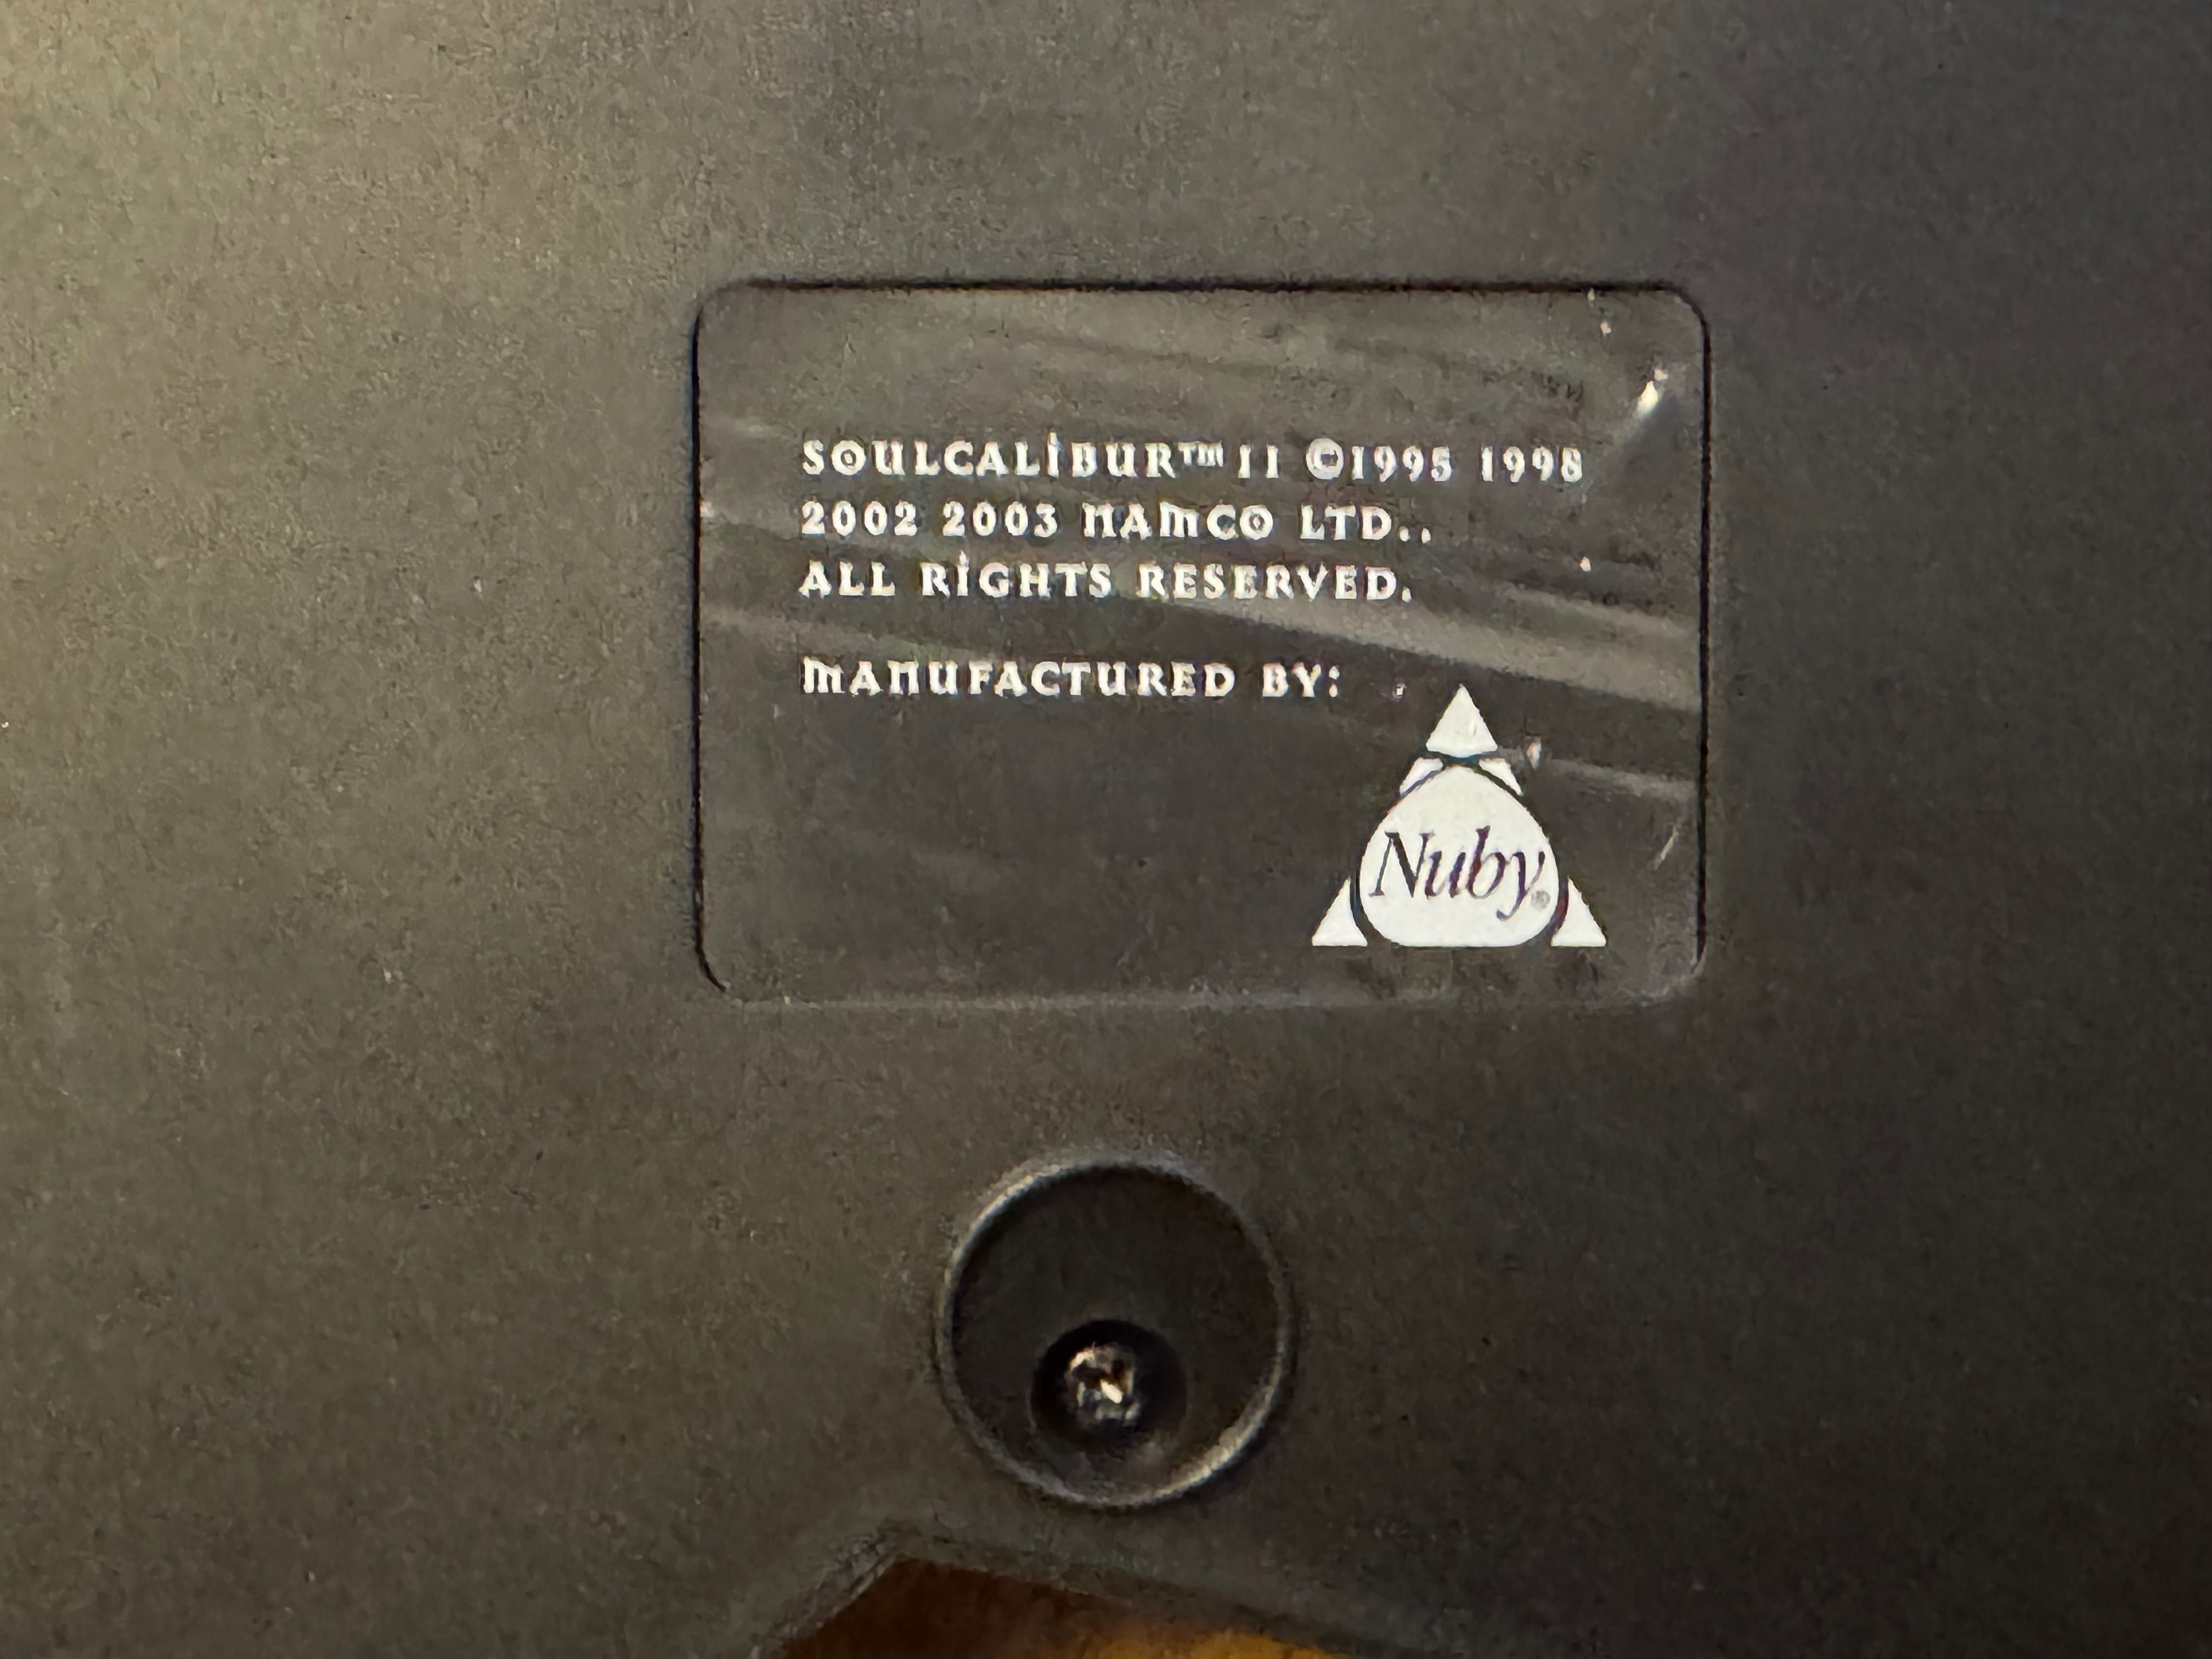 SOULCALIBUR™ II ©1995 1998
2002 2003 NAMCO LTD..
ALL RIGHTS RESERVED.
MANUFACTURED BY:
Nuby®